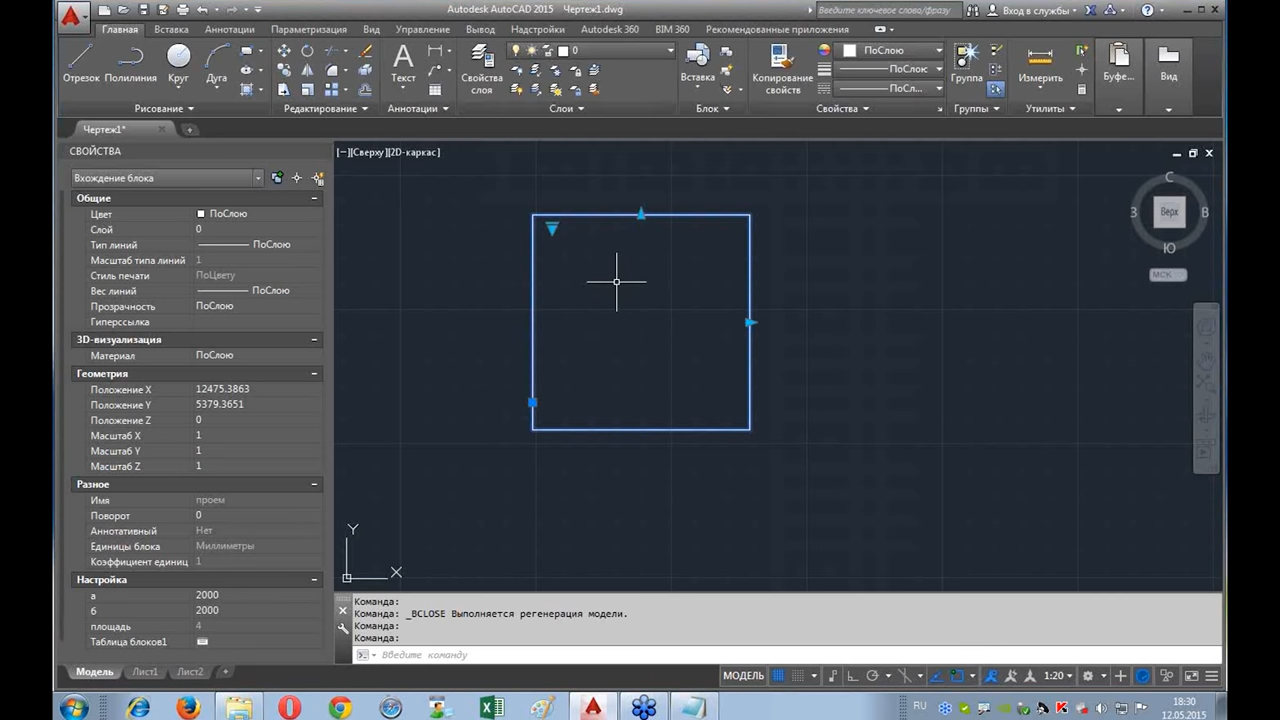 Autodesk AutoCAD 2015 Чертеж1.dwg
Введите ключевое слово/фразу
Вход в службы
Главная Вставка Аннотации Параметризация Вид Управление Вывод Надстройки Autodesk 360 BIM 360 Рекомендованные приложения
0
ПоСлою
ПоСлою
ПоСл...
Отрезок Полилиния Круг Дуга
Текст
Свойства слоя
Вставка
Копирование свойств
Группа
Измерить
Буфе...
Вид
Рисование Редактирование Аннотации Слои Блок Свойства Группы Утилиты
Чертеж1*
СВОЙСТВА
[−][Сверху][2D-каркас]
Вхождение блока
Общие
Цвет ПоСлою
Слой 0
Тип линий ПоСлою
Масштаб типа линий 1
Стиль печати ПоЦвету
Вес линий ПоСлою
Прозрачность ПоСлою
Гиперссылка
3D-визуализация
Материал ПоСлою
Геометрия
Положение X 12475.3863
Положение Y 5379.3651
Положение Z 0
Масштаб X 1
Масштаб Y 1
Масштаб Z 1
Разное
Имя проем
Поворот 0
Аннотативный Нет
Единицы блока Миллиметры
Коэффициент единиц 1
Настройка
а 2000
б 2000
площадь 4
Таблица блоков1
С
З Верх В
Ю
МСК
Y
X
Команда:
Команда: _BCLOSE Выполняется регенерация модели.
Команда:
Команда:
Введите команду
Модель Лист1 Лист2
МОДЕЛЬ 1:20
RU
18:30
12.05.2015